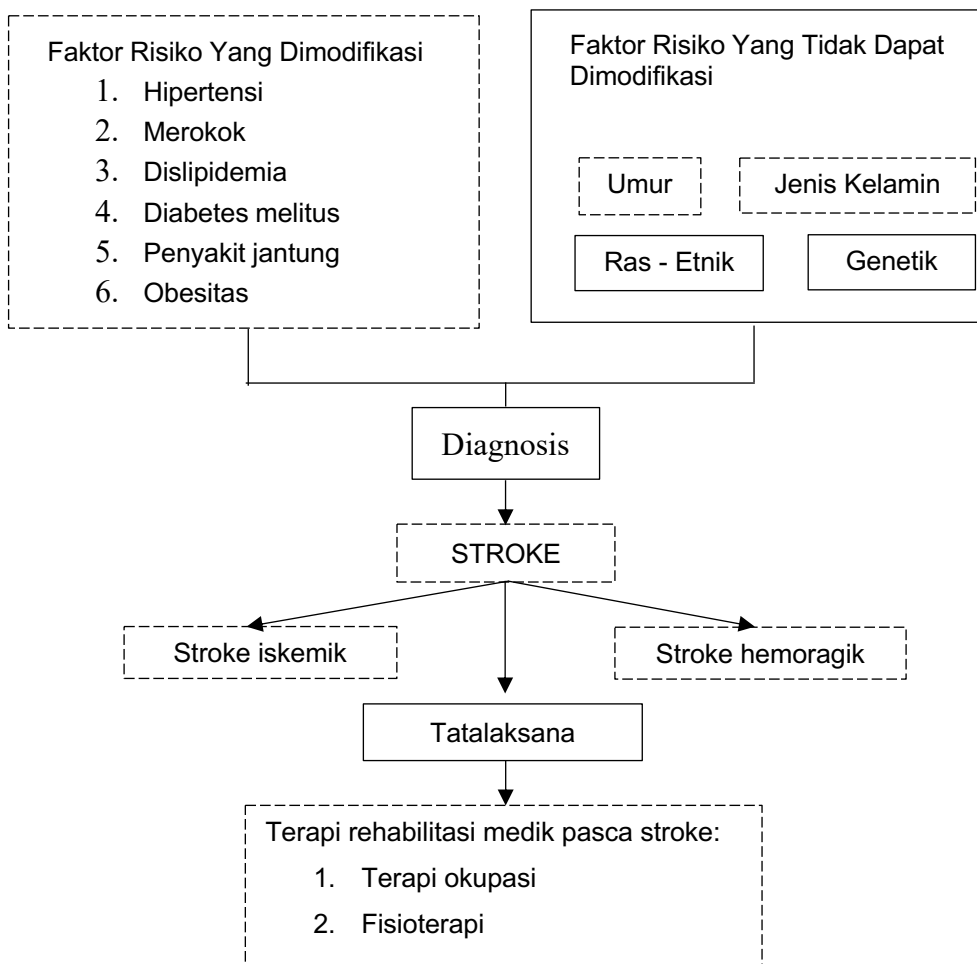 Faktor Risiko Yang Dimodifikasi
1. Hipertensi
2. Merokok
3. Dislipidemia
4. Diabetes melitus
5. Penyakit jantung
6. Obesitas
Faktor Risiko Yang Tidak Dapat
Dimodifikasi
Umur
Jenis Kelamin
Ras - Etnik
Genetik
Diagnosis
STROKE
Stroke iskemik
Stroke hemoragik
Tatalaksana
Terapi rehabilitasi medik pasca stroke:
1. Terapi okupasi
2. Fisioterapi